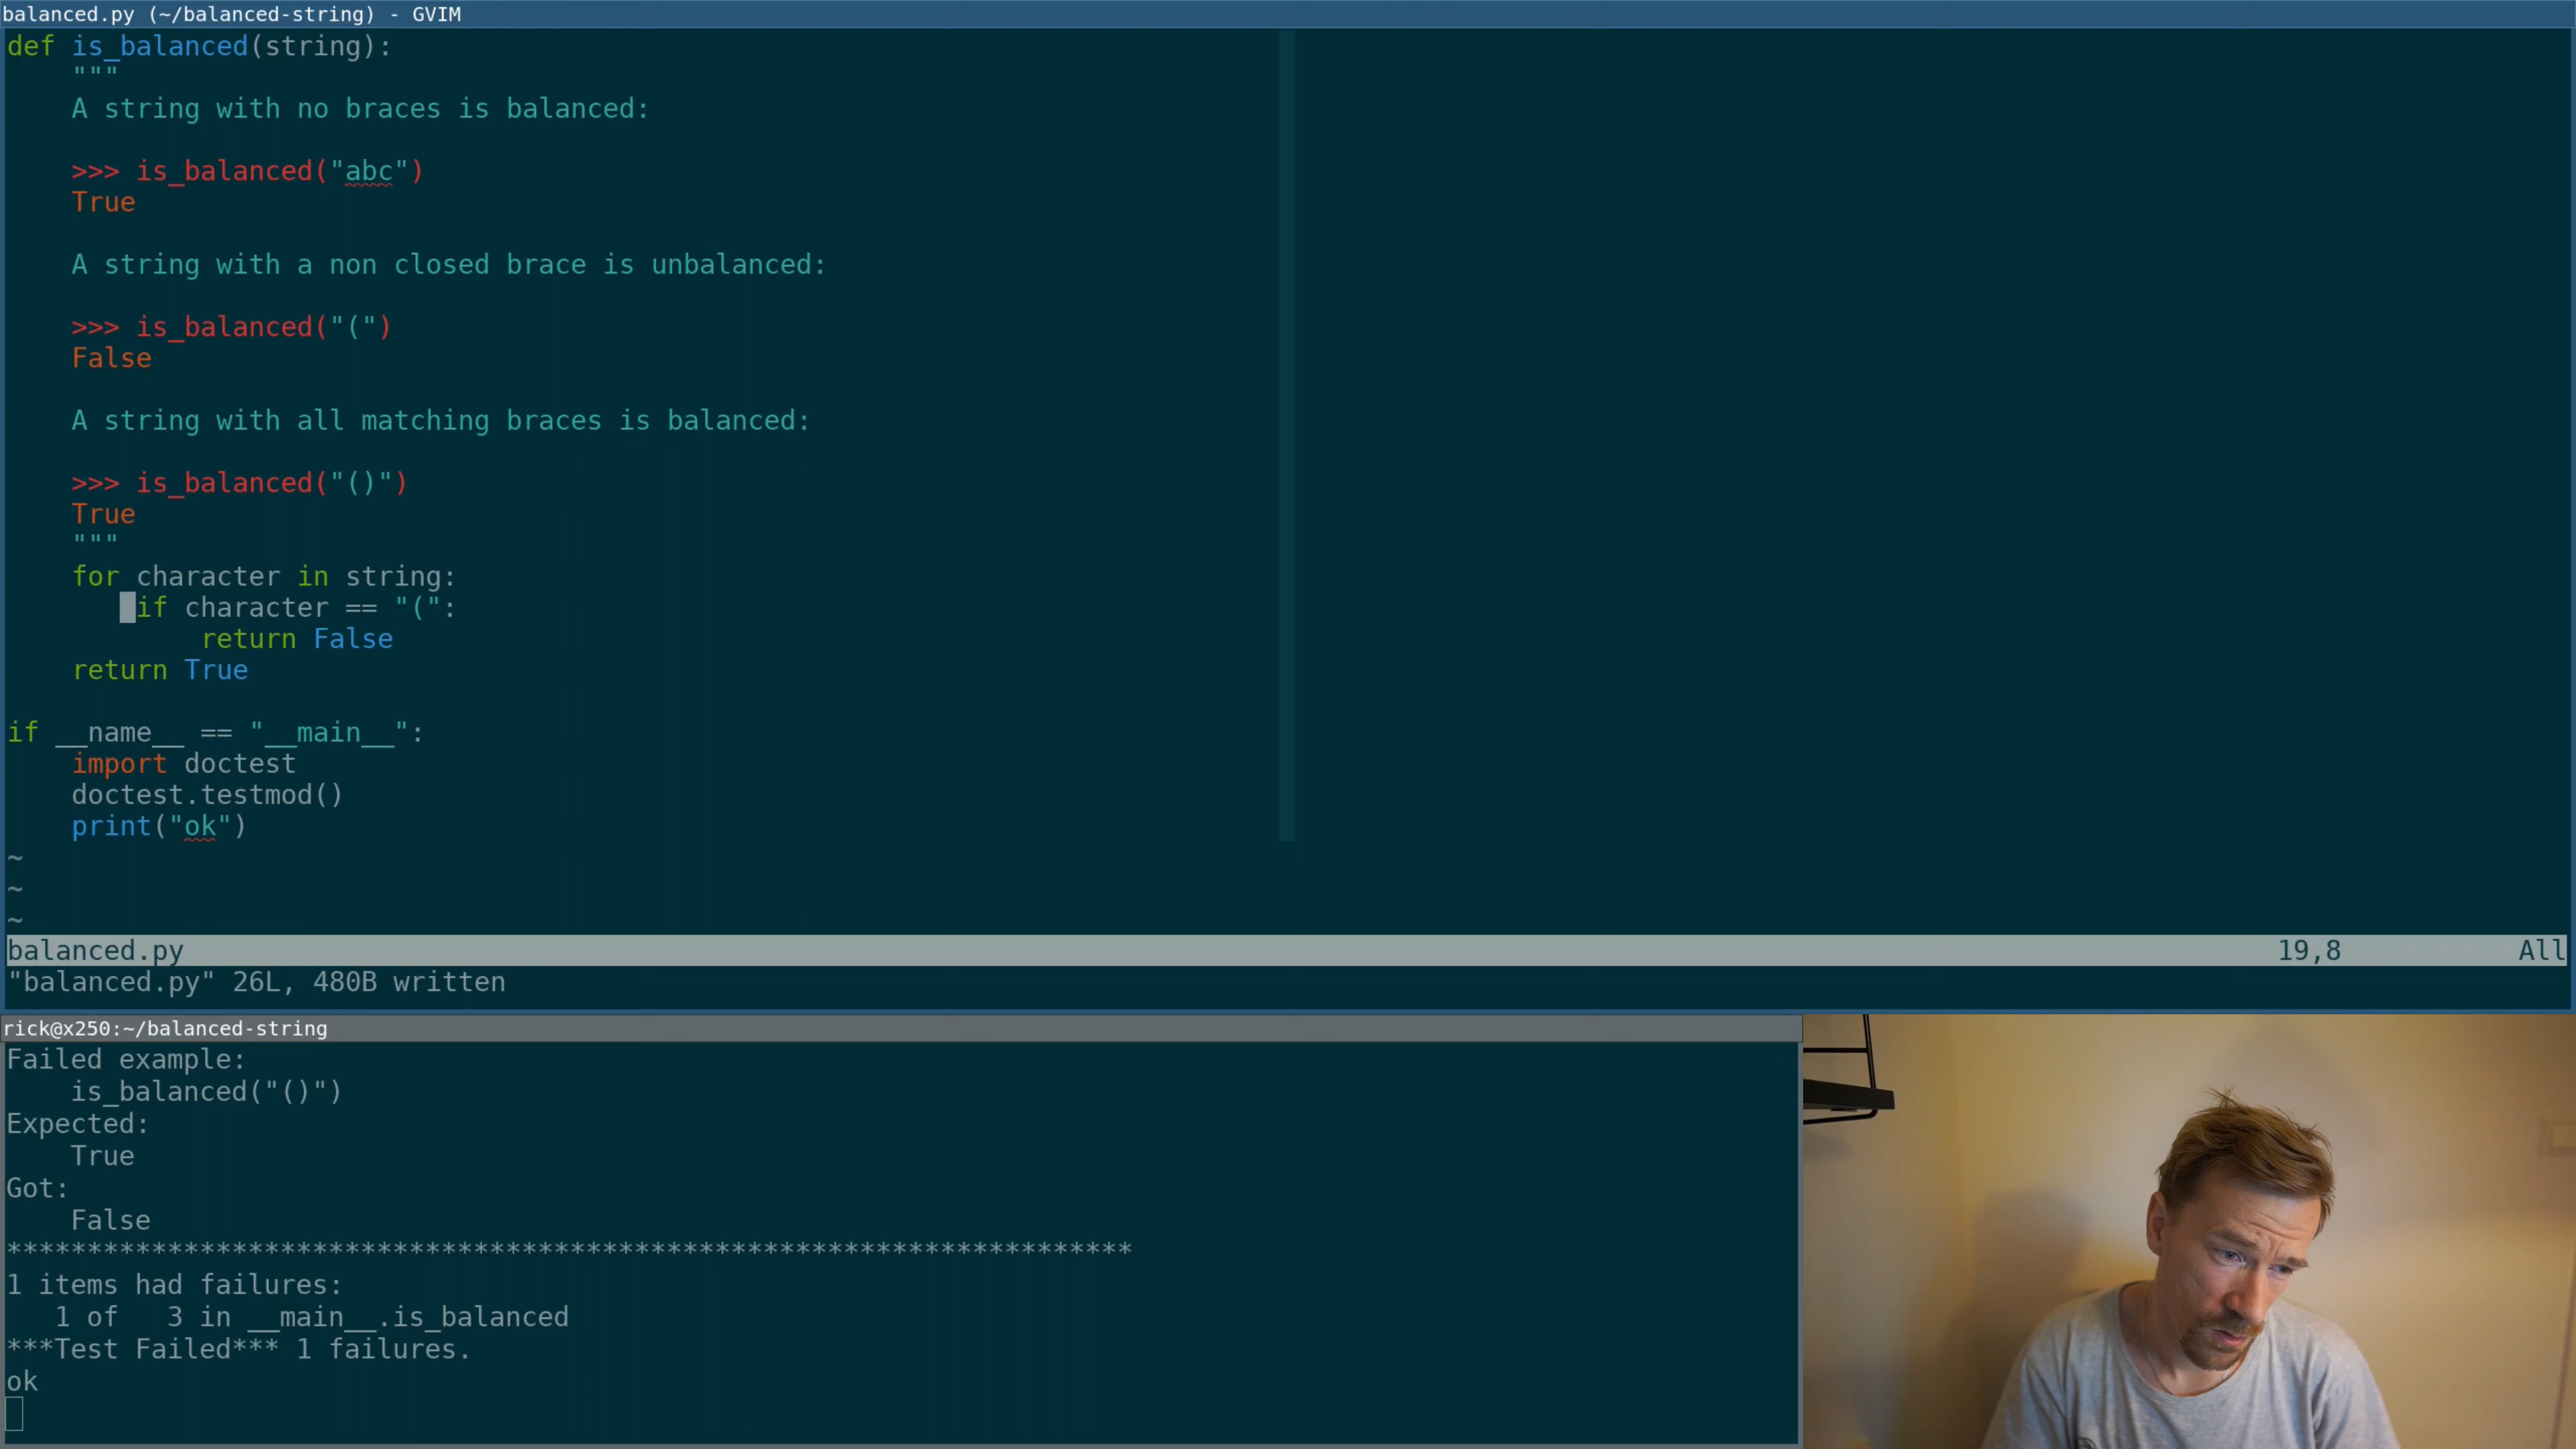 balanced.py (~/balanced-string) - GVIM
def is_balanced(string):
    """
    A string with no braces is balanced:

    >>> is_balanced("abc")
    True

    A string with a non closed brace is unbalanced:

    >>> is_balanced("(")
    False

    A string with all matching braces is balanced:

    >>> is_balanced("()")
    True
    """
    for character in string:
        if character == "(":
            return False
    return True

if __name__ == "__main__":
    import doctest
    doctest.testmod()
    print("ok")
~
~
~
balanced.py 19,8 All
"balanced.py" 26L, 480B written
rick@x250:~/balanced-string
Failed example:
    is_balanced("()")
Expected:
    True
Got:
    False
**********************************************************************
1 items had failures:
   1 of   3 in __main__.is_balanced
***Test Failed*** 1 failures.
ok